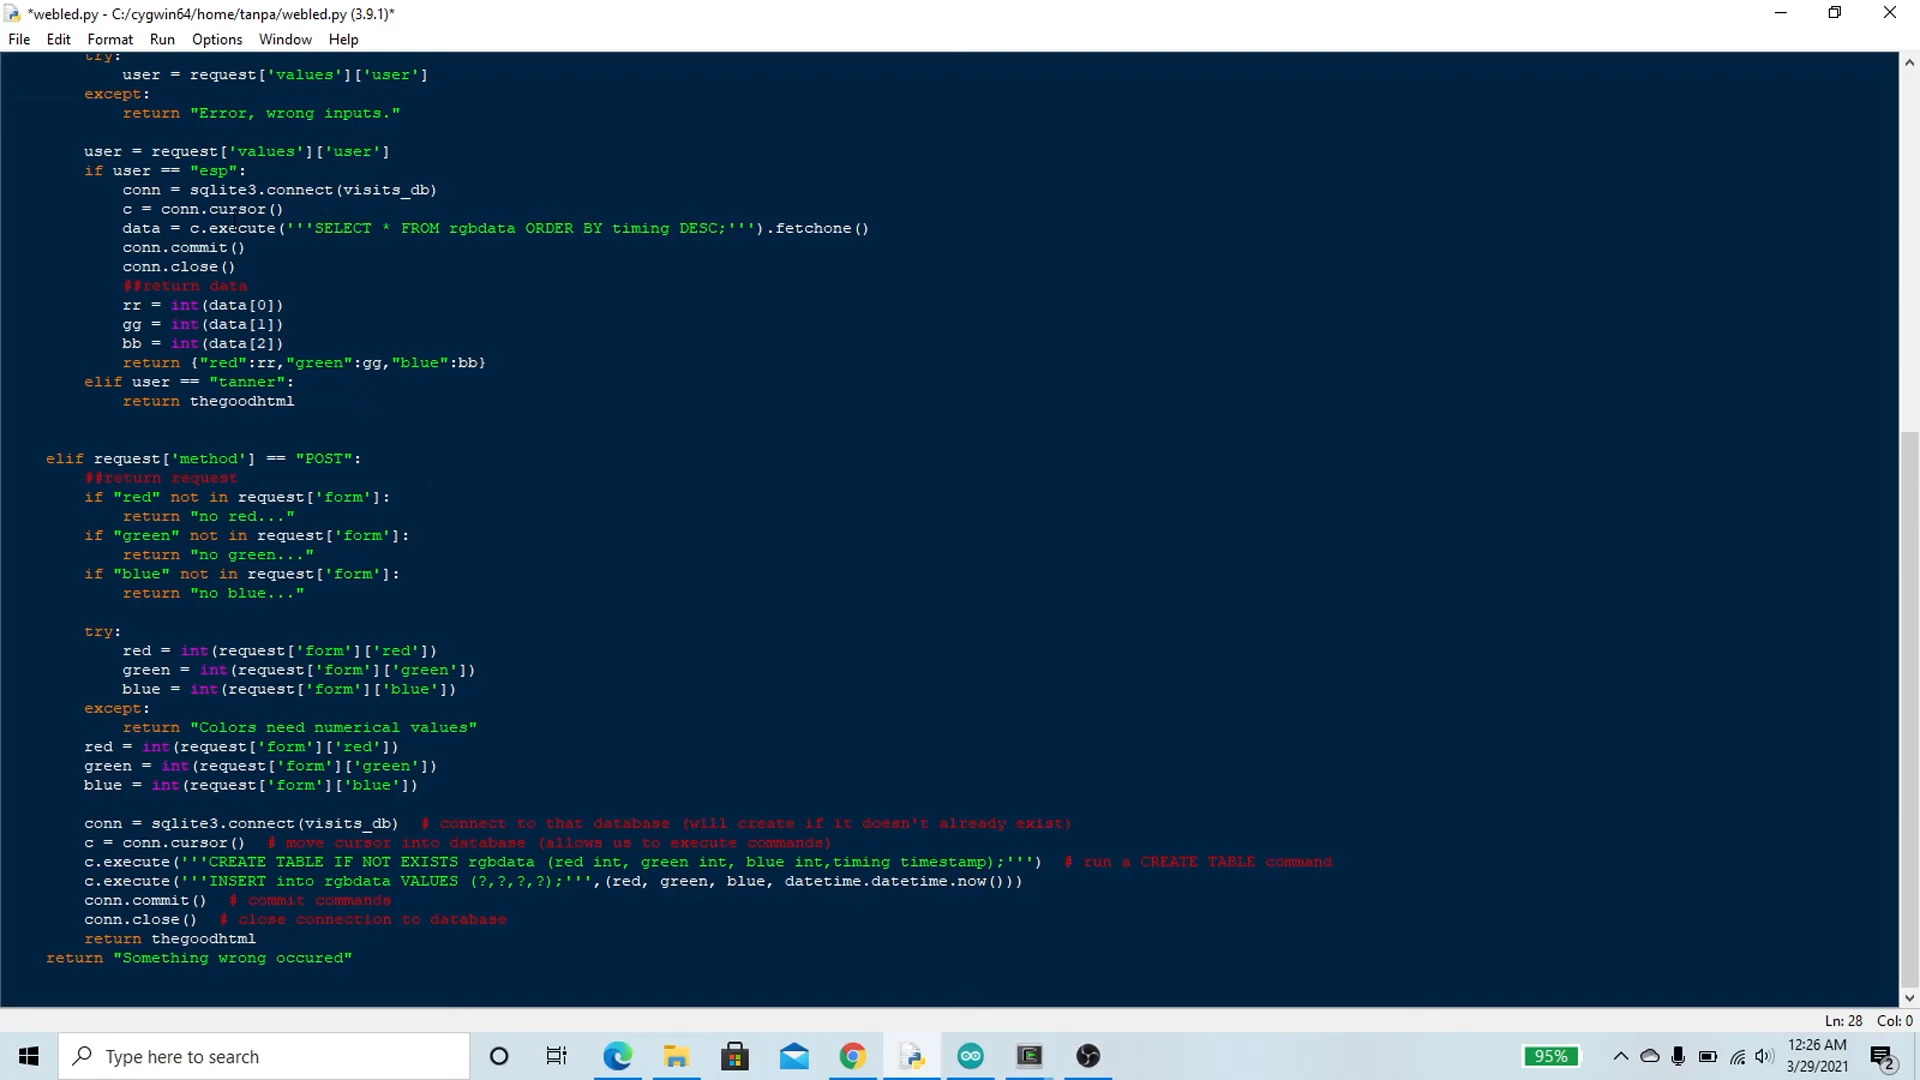 *webled.py - C:/cygwin64/home/tanpa/webled.py (3.9.1)*
File Edit Format Run Options Window Help
try:
user = request['values']['user']
except:
return "Error, wrong inputs."
user = request['values']['user']
if user == "esp":
conn = sqlite3.connect(visits_db)
c = conn.cursor()
data = c.execute('''SELECT * FROM rgbdata ORDER BY timing DESC;''').fetchone()
conn.commit()
conn.close()
##return data
rr = int(data[0])
gg = int(data[1])
bb = int(data[2])
return {"red":rr,"green":gg,"blue":bb}
elif user == "tanner":
return thegoodhtml
elif request['method'] == "POST":
##return request
if "red" not in request['form']:
return "no red..."
if "green" not in request['form']:
return "no green..."
if "blue" not in request['form']:
return "no blue..."
try:
red = int(request['form']['red'])
green = int(request['form']['green'])
blue = int(request['form']['blue'])
except:
return "Colors need numerical values"
red = int(request['form']['red'])
green = int(request['form']['green'])
blue = int(request['form']['blue'])
conn = sqlite3.connect(visits_db)  # connect to that database (will create if it doesn't already exist)
c = conn.cursor()  # move cursor into database (allows us to execute commands)
c.execute('''CREATE TABLE IF NOT EXISTS rgbdata (red int, green int, blue int,timing timestamp);''')  # run a CREATE TABLE command
c.execute('''INSERT into rgbdata VALUES (?,?,?,?);''',(red, green, blue, datetime.datetime.now()))
conn.commit()  # commit commands
conn.close()  # close connection to database
return thegoodhtml
return "Something wrong occured"
Ln: 28 Col: 0
Type here to search
95%
12:26 AM
3/29/2021
2